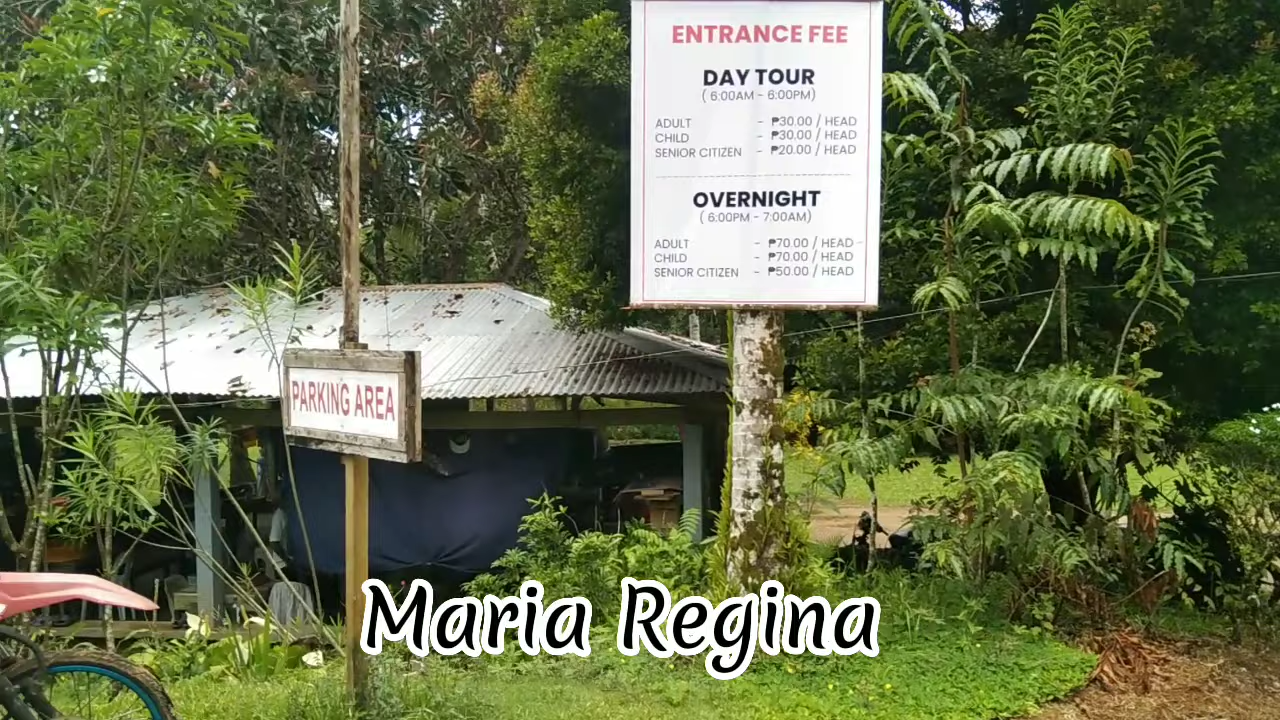 ENTRANCE FEE
DAY TOUR
( 6:00AM - 6:00PM)
ADULT - ₱30.00 / HEAD
CHILD - ₱30.00 / HEAD
SENIOR CITIZEN - ₱20.00 / HEAD
OVERNIGHT
( 6:00PM - 7:00AM)
ADULT - ₱70.00 / HEAD
CHILD - ₱70.00 / HEAD
SENIOR CITIZEN - ₱50.00 / HEAD
PARKING AREA
Maria Regina